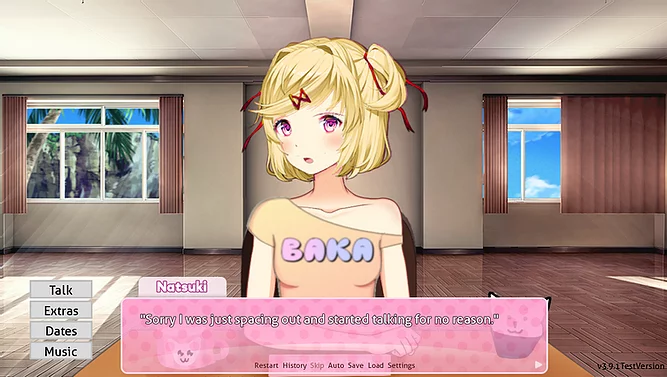 BAKA
Talk
Extras
Dates
Music
Natsuki
"Sorry I was just spacing out and started talking for no reason."
Restart History Skip Auto Save Load Settings
v3.9.1TestVersion